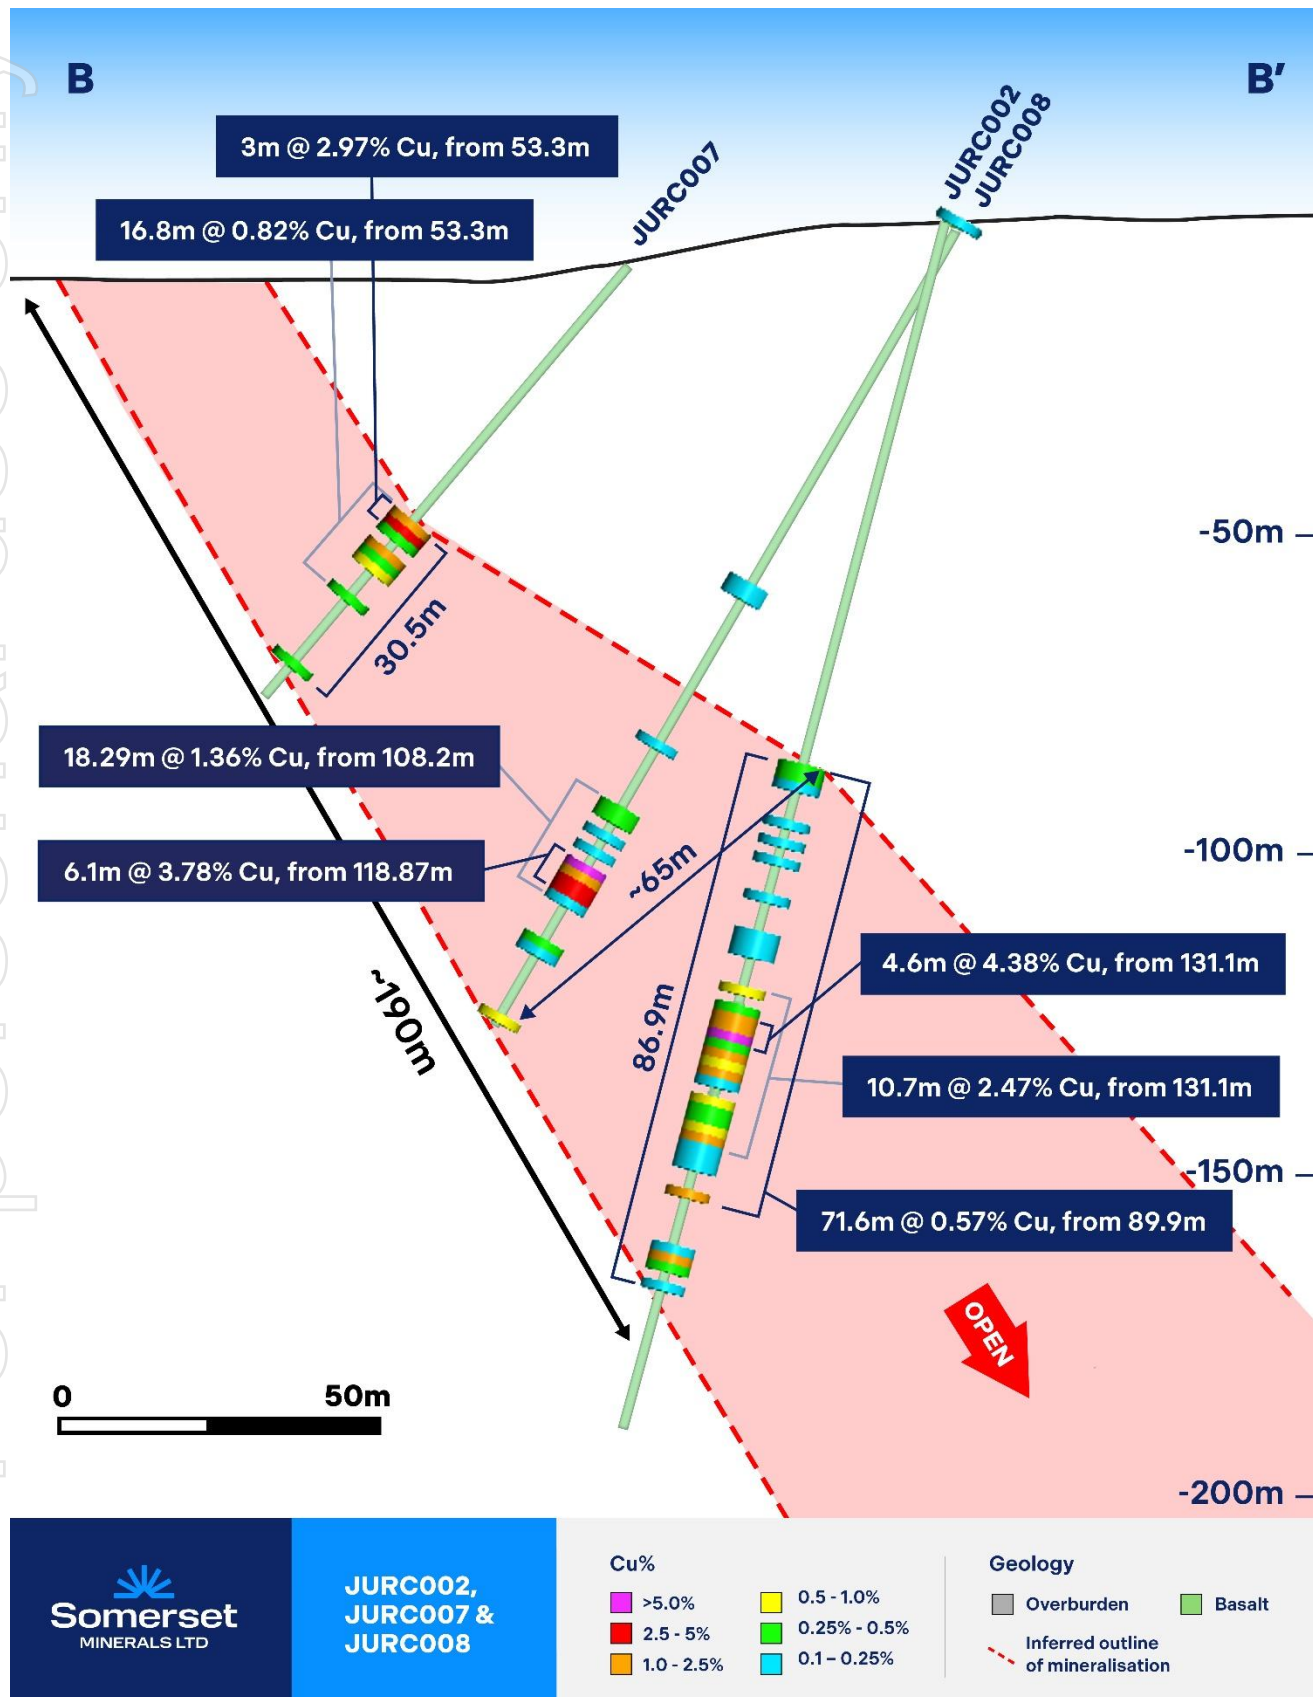 B
B’
JURC002
JURC008
JURC007
3m @ 2.97% Cu, from 53.3m
16.8m @ 0.82% Cu, from 53.3m
-50m
30.5m
18.29m @ 1.36% Cu, from 108.2m
6.1m @ 3.78% Cu, from 118.87m
~65m
-100m
4.6m @ 4.38% Cu, from 131.1m
86.9m
~190m
10.7m @ 2.47% Cu, from 131.1m
-150m
71.6m @ 0.57% Cu, from 89.9m
OPEN
0 50m
-200m
Somerset
MINERALS LTD
JURC002,
JURC007 &
JURC008
Cu%
>5.0%
2.5 - 5%
1.0 - 2.5%
0.5 - 1.0%
0.25% - 0.5%
0.1 – 0.25%
Geology
Overburden
Basalt
Inferred outline
of mineralisation